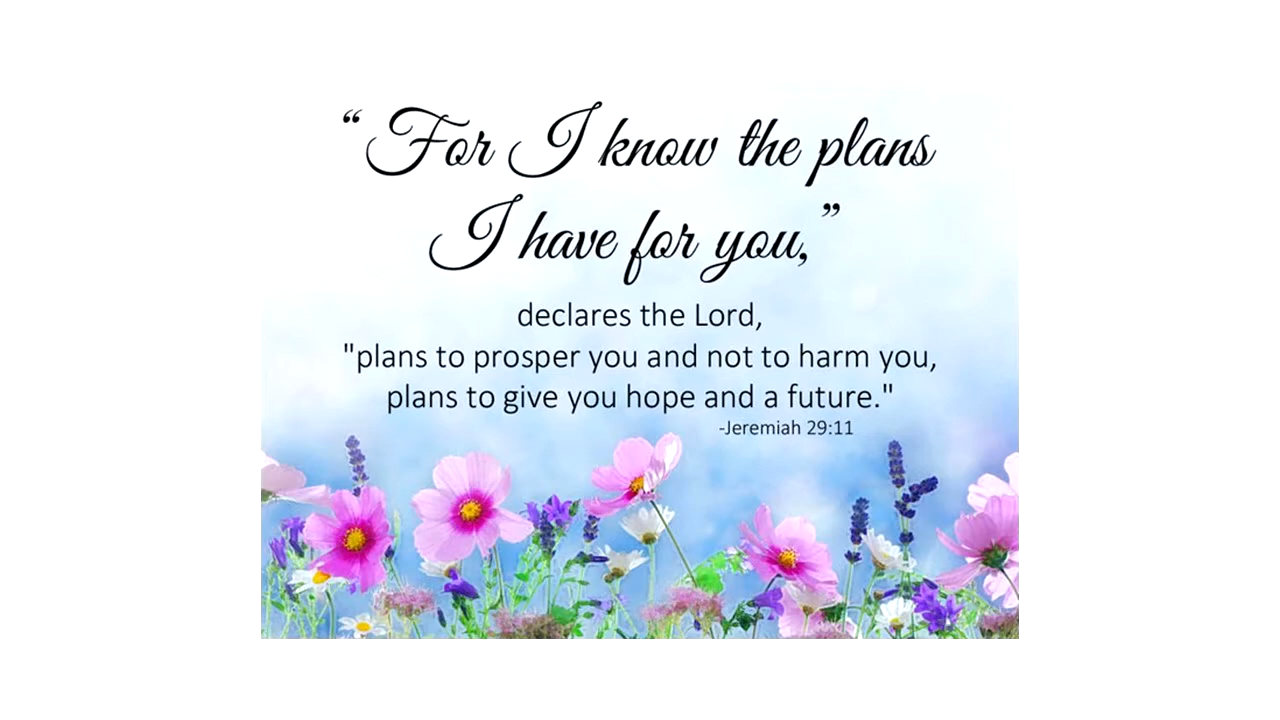 “For I know the plans
I have for you,”
declares the Lord,
"plans to prosper you and not to harm you,
plans to give you hope and a future."
-Jeremiah 29:11